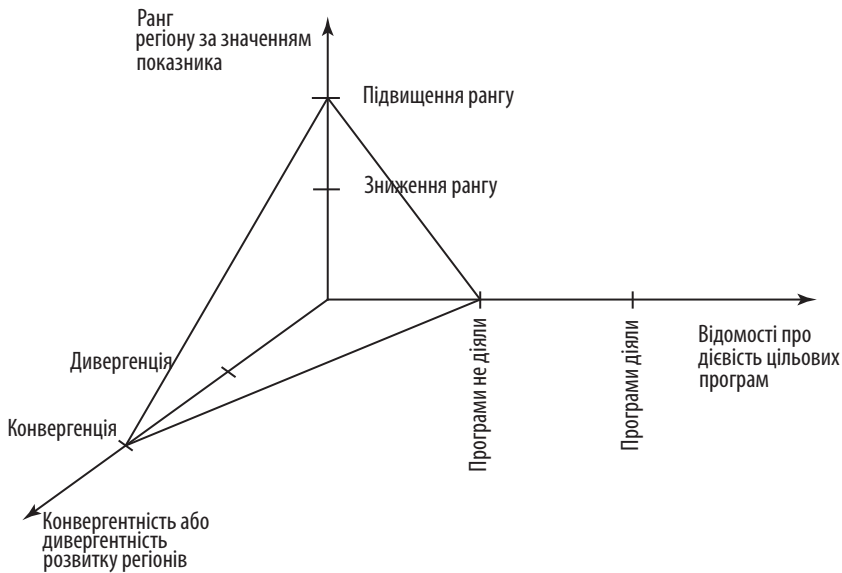 Ранг
регіону за значенням
показника
Підвищення рангу
Зниження рангу
Програми не діяли
Програми діяли
Відомості про
дієвість цільових
програм
Дивергенція
Конвергенція
Конвергентність або
дивергентність
розвитку регіонів